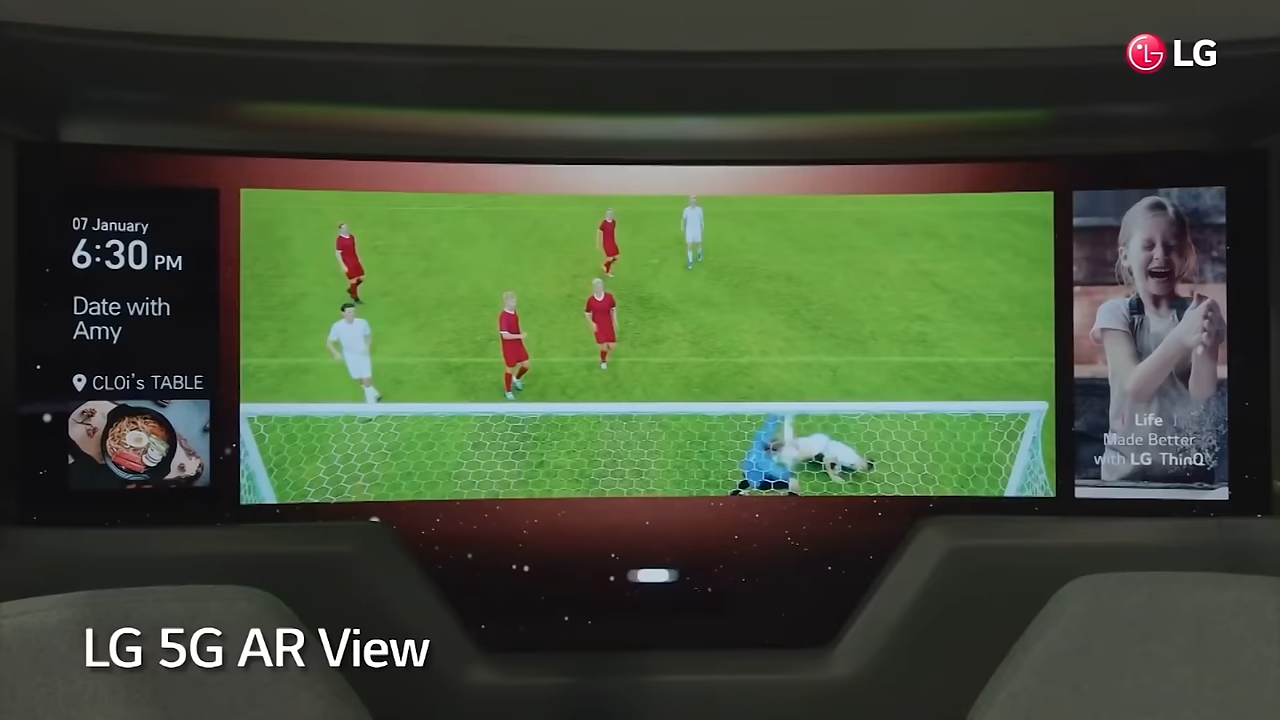 LG
07 January
6:30 PM
Date with
Amy
CLOi's TABLE
Life
Made Better
with LG ThinQ
LG 5G AR View